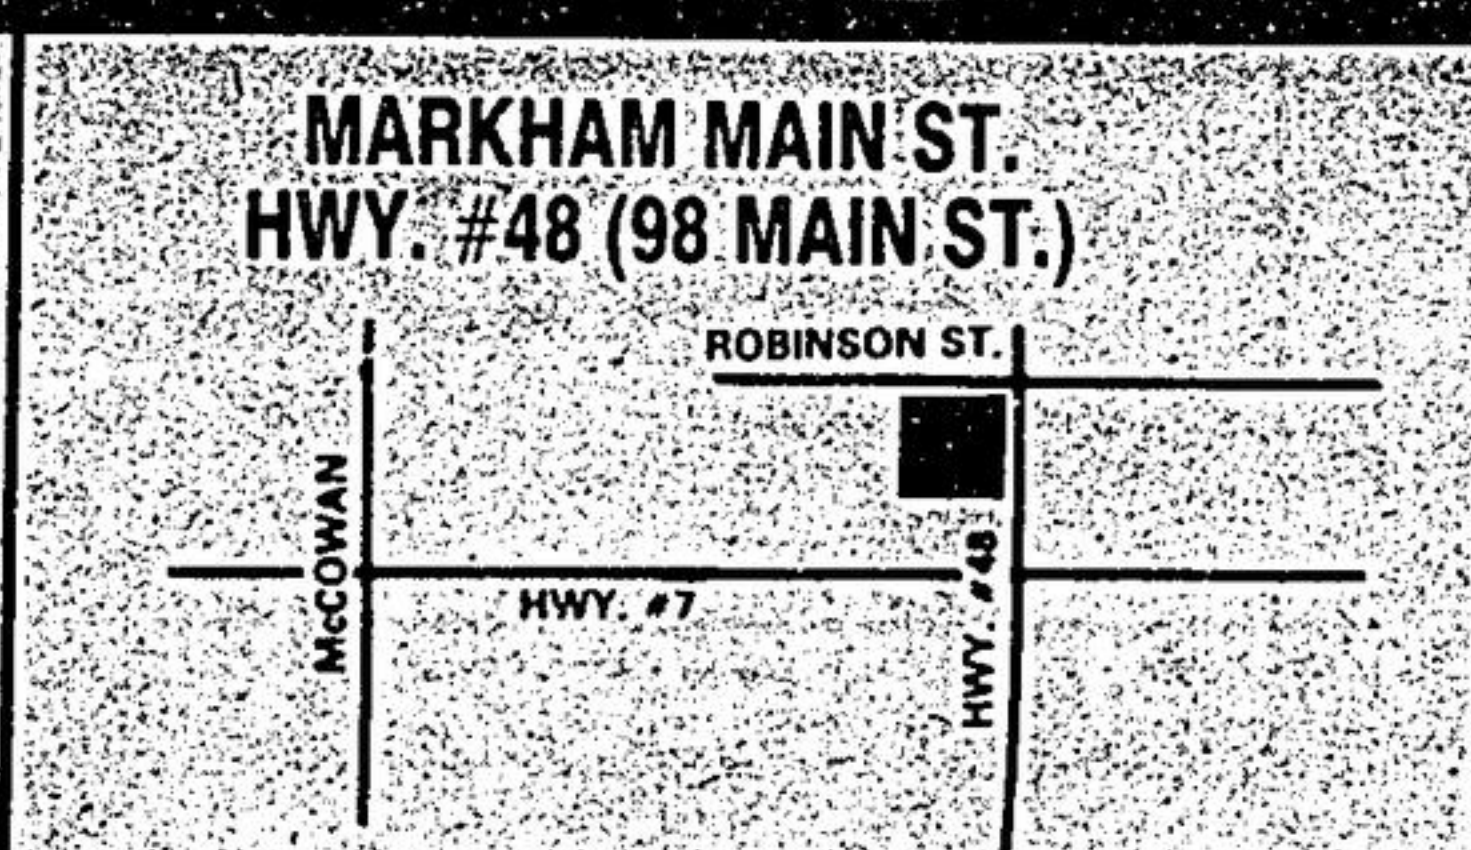 MARKHAM MAIN ST.
HWY. #48 (98 MAIN ST.)
ROBINSON ST.
McCOWAN
HWY. #7
HWY. #48